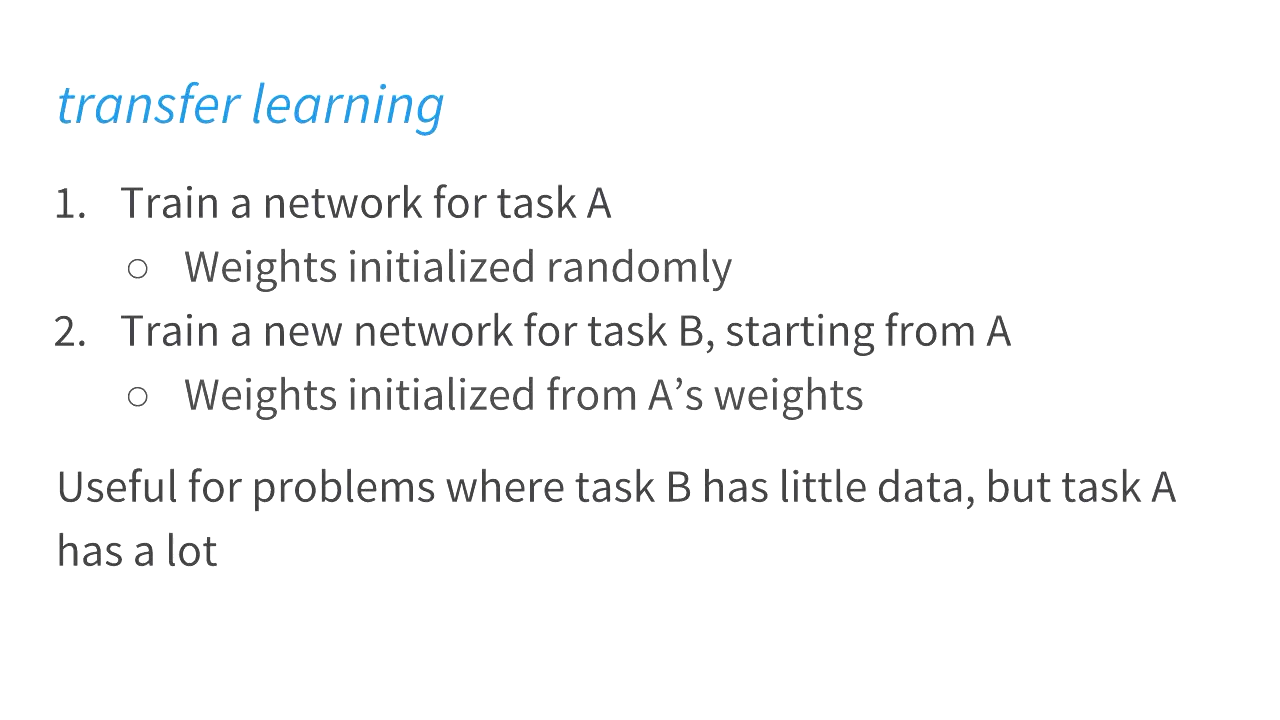 transfer learning
1. Train a network for task A
○ Weights initialized randomly
2. Train a new network for task B, starting from A
○ Weights initialized from A’s weights
Useful for problems where task B has little data, but task A
has a lot